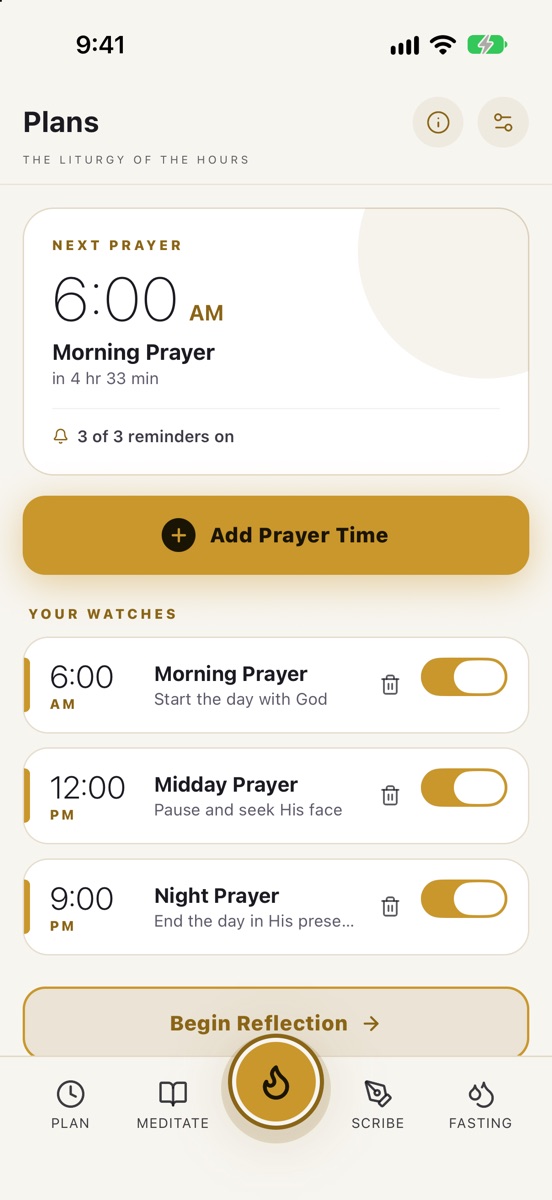 9:41
Plans
THE LITURGY OF THE HOURS
NEXT PRAYER
6:00 AM
Morning Prayer
in 4 hr 33 min
3 of 3 reminders on
Add Prayer Time
YOUR WATCHES
6:00
AM
Morning Prayer
Start the day with God
12:00
PM
Midday Prayer
Pause and seek His face
9:00
PM
Night Prayer
End the day in His prese...
Begin Reflection
PLAN
MEDITATE
SCRIBE
FASTING